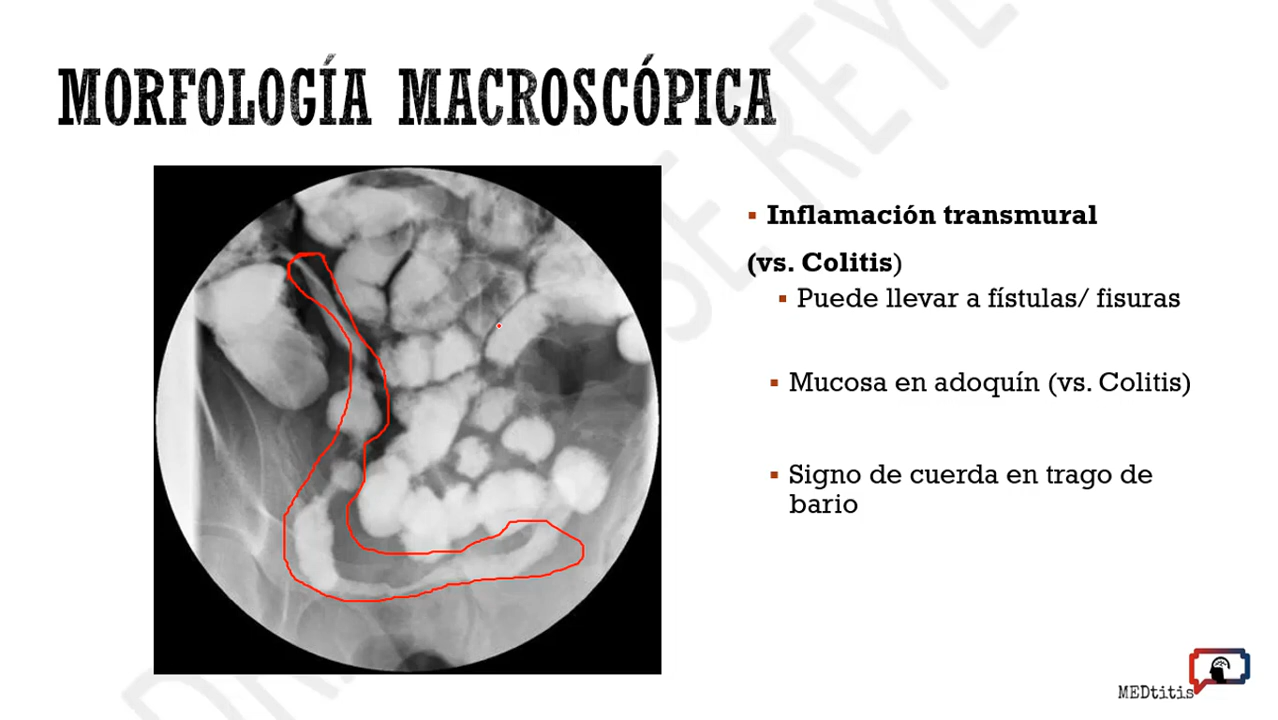 MORFOLOGÍA MACROSCÓPICA
Inflamación transmural
(vs. Colitis)
Puede llevar a fístulas/ fisuras
Mucosa en adoquín (vs. Colitis)
Signo de cuerda en trago de
bario
MEDtitis